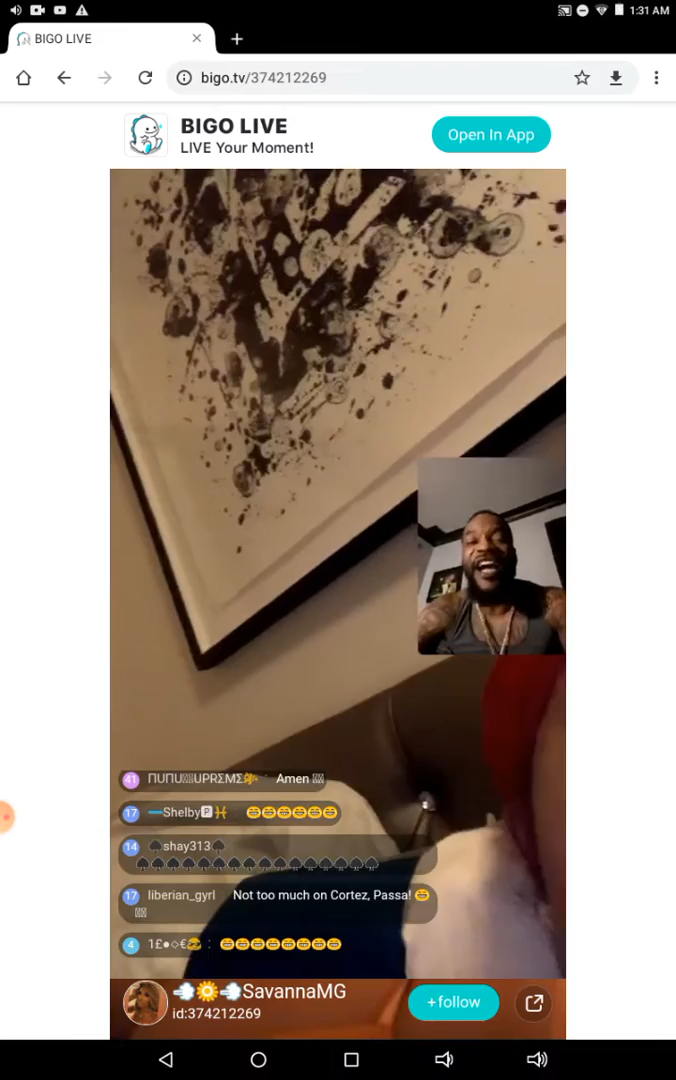 1:31 AM
BIGO LIVE
bigo.tv/374212269
BIGO LIVE
LIVE Your Moment!
Open In App
41 Amen
17 Shelby🅿♓ 😂😂😂😂😂😂
14 ♠shay313♠
♠♠♠♠♠♠♠♠♠♠♠♠♠♠♠♠
17 liberian_gyrl Not too much on Cortez, Passa! 😂
4 😂😂😂😂😂😂😂😂
💨🌞💨SavannaMG
id:374212269
+follow